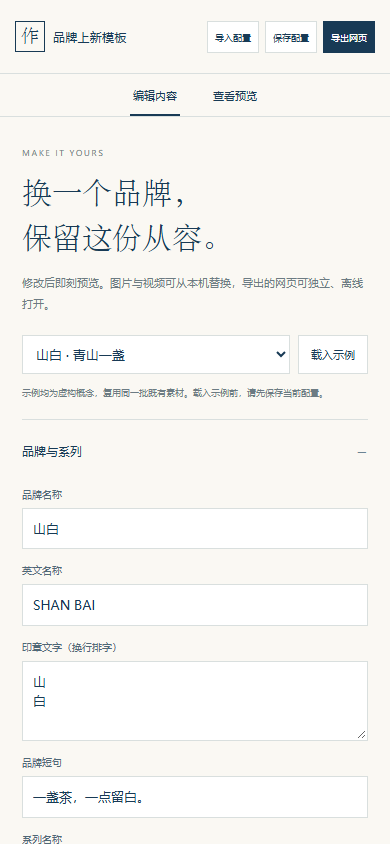 作 品牌上新模板 导入配置 保存配置 导出网页
编辑内容 查看预览
MAKE IT YOURS
换一个品牌，
保留这份从容。
修改后即刻预览。图片与视频可从本机替换，导出的网页可独立、离线
打开。
山白 · 青山一盏 载入示例
示例均为虚构概念，复用同一批既有素材。载入示例前，请先保存当前配置。
品牌与系列 —
品牌名称
山白
英文名称
SHAN BAI
印章文字（换行排字）
山
白
品牌短句
一盏茶，一点留白。
系列名称